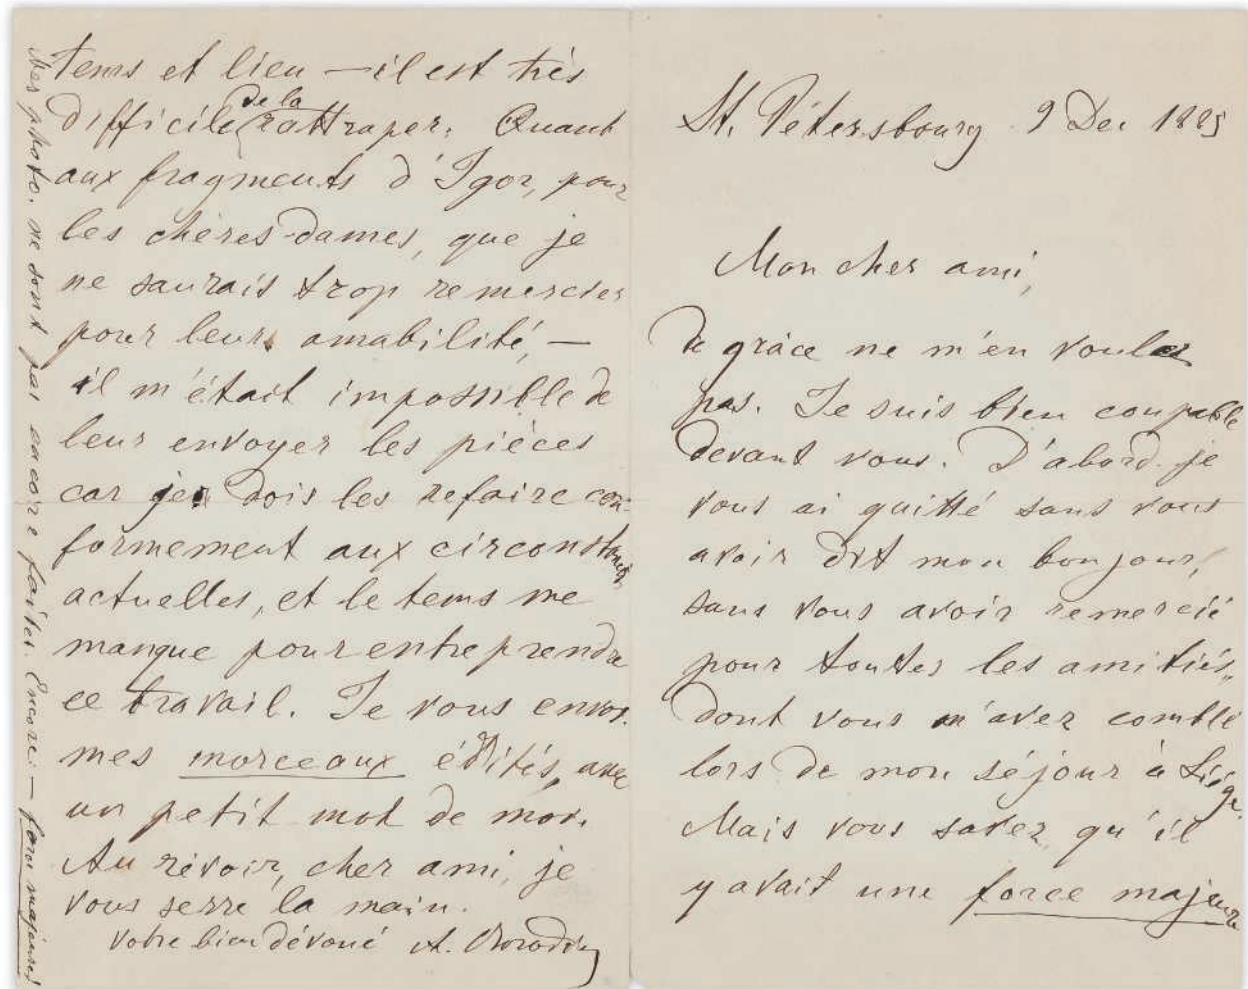 St. Pétersbourg 9 Dec 1885
Mon cher ami,
De grâce ne m'en voulez
pas. Je suis bien coupable
devant vous. D'abord je
vous ai quitté sans vous
avoir dit mon bonjour,
sans vous avoir remercié
pour toutes les amitiés,
dont vous m'avez comblé
lors de mon séjour à Liége.
Mais vous savez, qu'il
y avait une force majeure
tems et lieu — il est très
difficile de la rattraper. Quant
aux fragments d'Igor, pour
les chères dames, que je
ne saurais trop remercier
pour leur amabilité, —
il m'était impossible de
leur envoyer les pièces
car je dois les refaire con-
formement aux circonstances
actuelles, et le tems me
manque pour entreprendre
ce travail. Je vous envoi
mes morceaux édités, avec
un petit mot de moi.
Au révoir, cher ami, je
vous serre la main.
Votre bien dévoué A. Borodin
Mes photo. ne sont pas encore faites. Encore — force majeure!